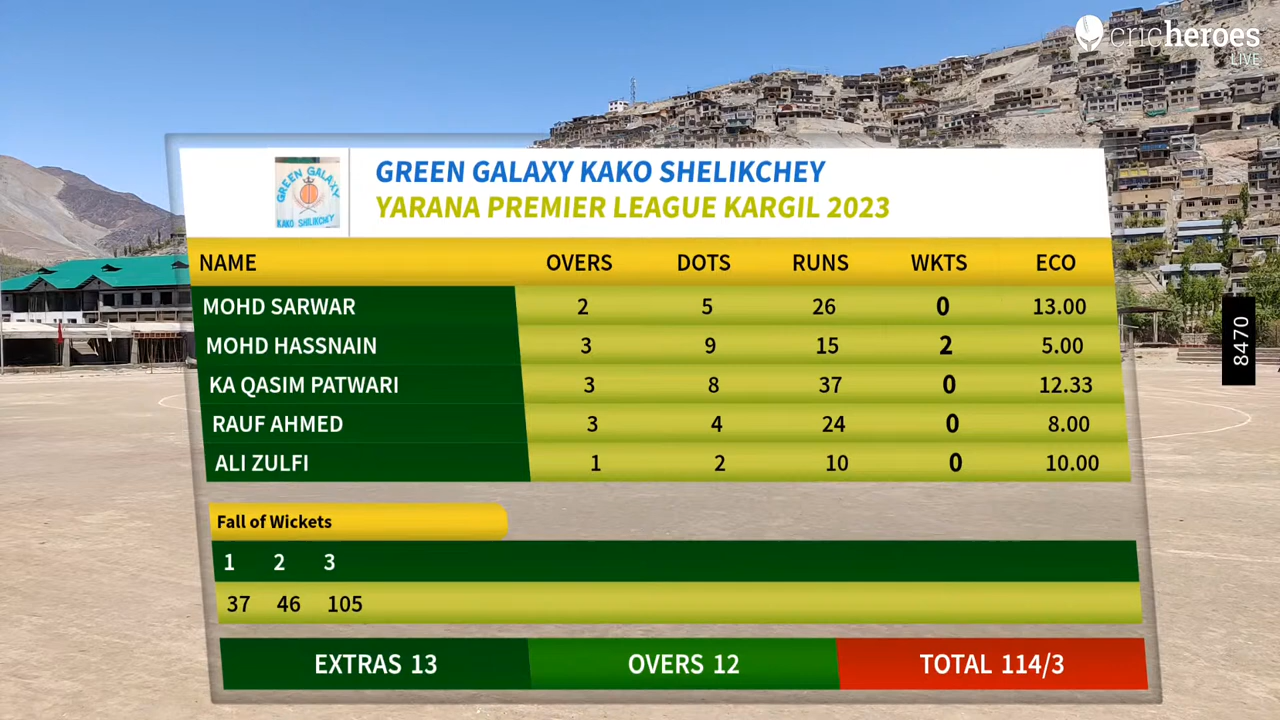 cricheroes
LIVE
GREEN GALAXY
KAKO SHILIKCHEY
GREEN GALAXY KAKO SHELIKCHEY
YARANA PREMIER LEAGUE KARGIL 2023
NAME OVERS DOTS RUNS WKTS ECO
MOHD SARWAR 2 5 26 0 13.00
MOHD HASSNAIN 3 9 15 2 5.00
KA QASIM PATWARI 3 8 37 0 12.33
RAUF AHMED 3 4 24 0 8.00
ALI ZULFI 1 2 10 0 10.00
8470
Fall of Wickets
1 2 3
37 46 105
EXTRAS 13 OVERS 12 TOTAL 114/3